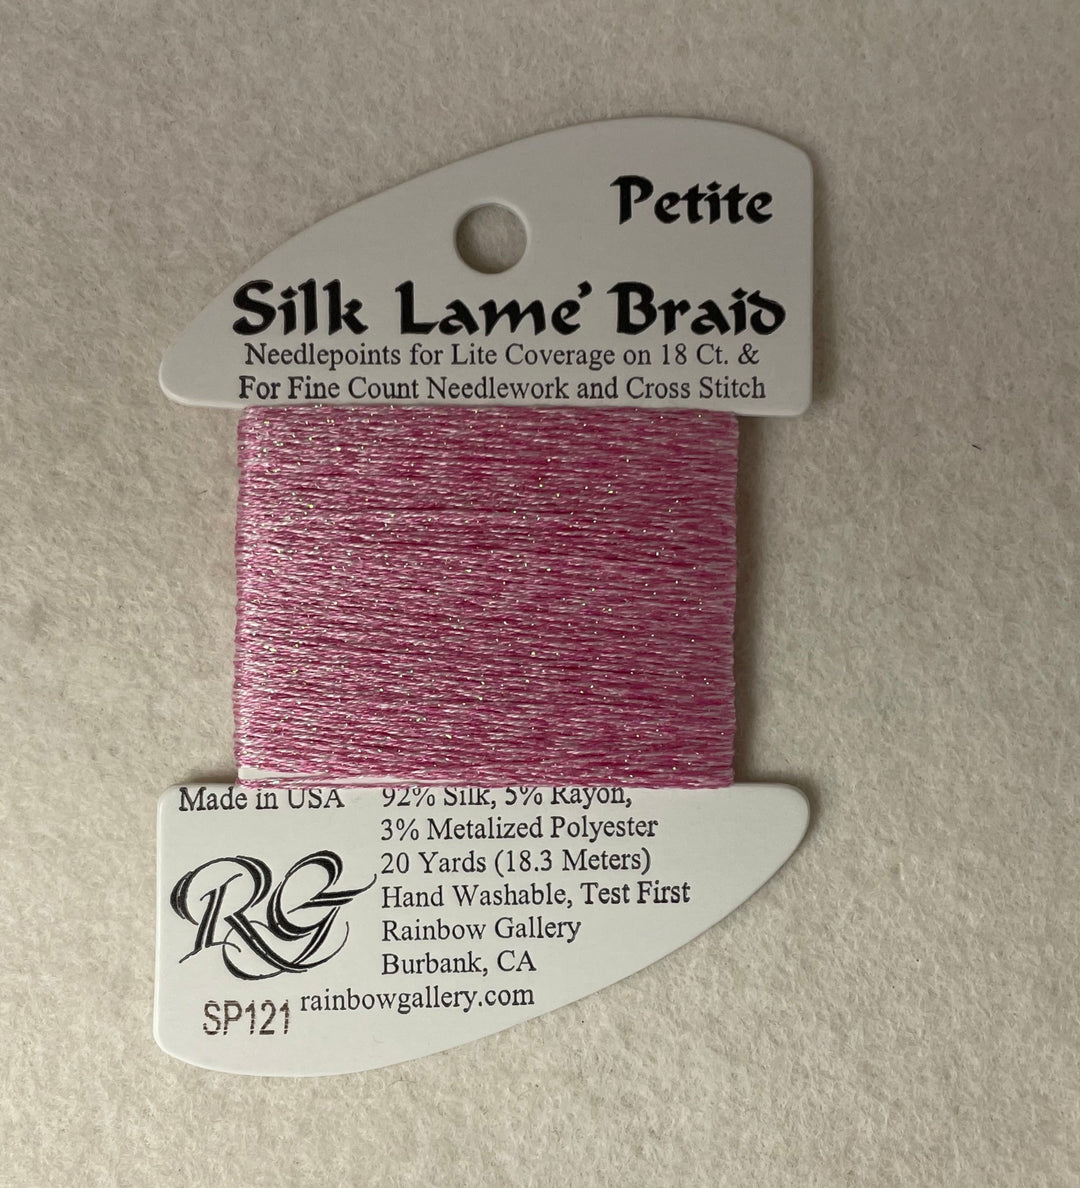 Petite
Silk Lame' Braid
Needlepoints for Lite Coverage on 18 Ct. &
For Fine Count Needlework and Cross Stitch
Made in USA
92% Silk, 5% Rayon,
3% Metalized Polyester
20 Yards (18.3 Meters)
Hand Washable, Test First
Rainbow Gallery
Burbank, CA
rainbowgallery.com
RG
SP121